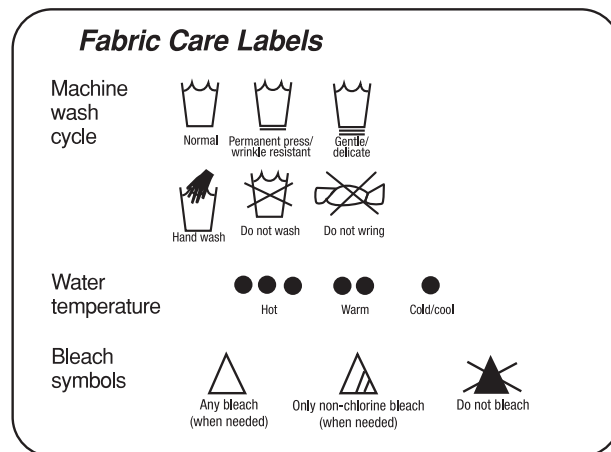 Fabric Care Labels
Machine
wash
cycle
Normal
Permanent press/
wrinkle resistant
Gentle/
delicate
Hand wash
Do not wash
Do not wring
Water
temperature
Hot
Warm
Cold/cool
Bleach
symbols
Any bleach
(when needed)
Only non-chlorine bleach
(when needed)
Do not bleach